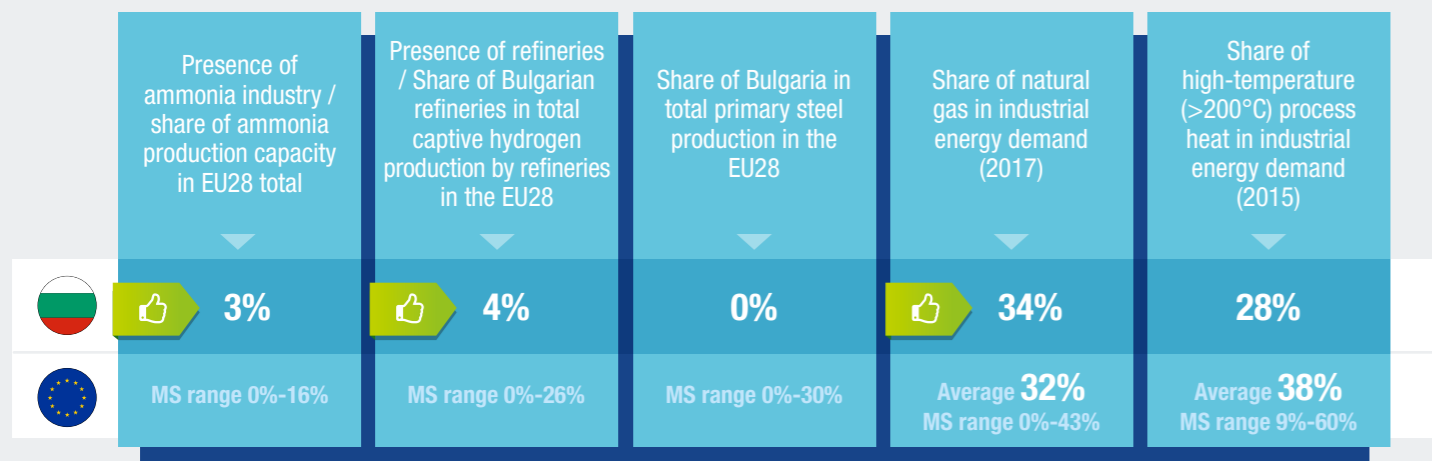 Presence of
ammonia industry /
share of ammonia
production capacity
in EU28 total
Presence of refineries
/ Share of Bulgarian
refineries in total
captive hydrogen
production by refineries
in the EU28
Share of Bulgaria in
total primary steel
production in the
EU28
Share of natural
gas in industrial
energy demand
(2017)
Share of
high-temperature
(>200°C) process
heat in industrial
energy demand
(2015)
3%
4%
0%
34%
28%
MS range 0%-16%
MS range 0%-26%
MS range 0%-30%
Average 32%
MS range 0%-43%
Average 38%
MS range 9%-60%